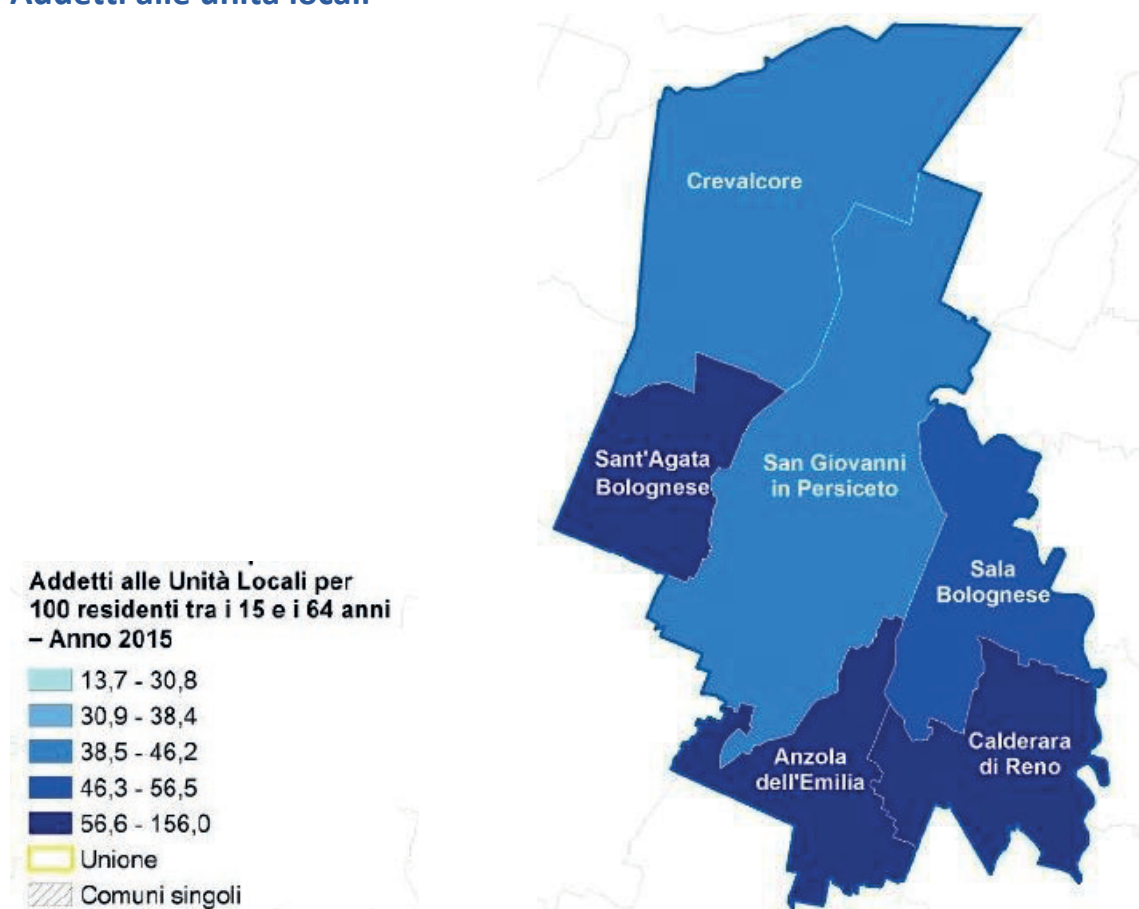 Addetti alle unità locali
Crevalcore
Sant'Agata
Bolognese
San Giovanni
in Persiceto
Sala
Bolognese
Calderara
di Reno
Anzola
dell'Emilia
Addetti alle Unità Locali per
100 residenti tra i 15 e i 64 anni
– Anno 2015
13,7 - 30,8
30,9 - 38,4
38,5 - 46,2
46,3 - 56,5
56,6 - 156,0
Unione
Comuni singoli